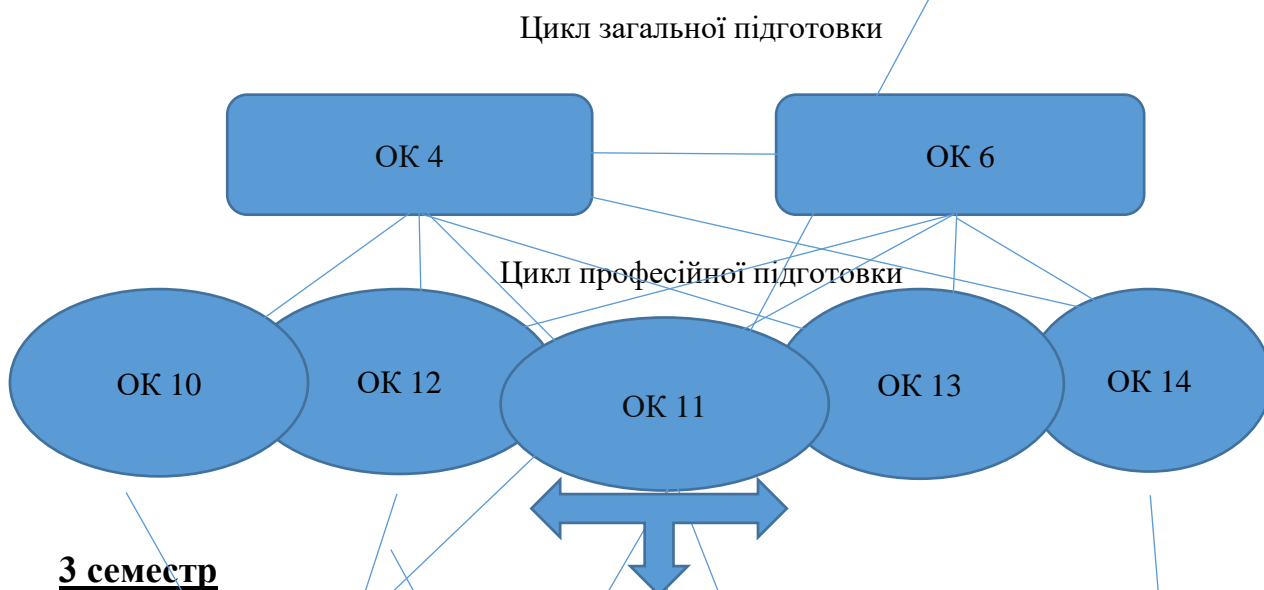 Цикл загальної підготовки
ОК 4
ОК 6
Цикл професійної підготовки
ОК 10
ОК 12
ОК 11
ОК 13
ОК 14
3 семестр